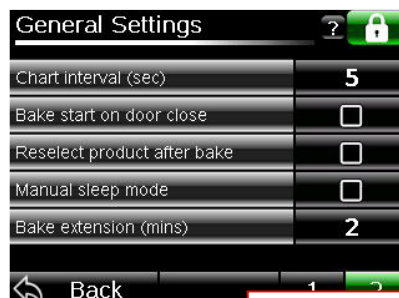 General Settings ?
Chart interval (sec) 5
Bake start on door close
Reselect product after bake
Manual sleep mode
Bake extension (mins) 2
Back 1 2